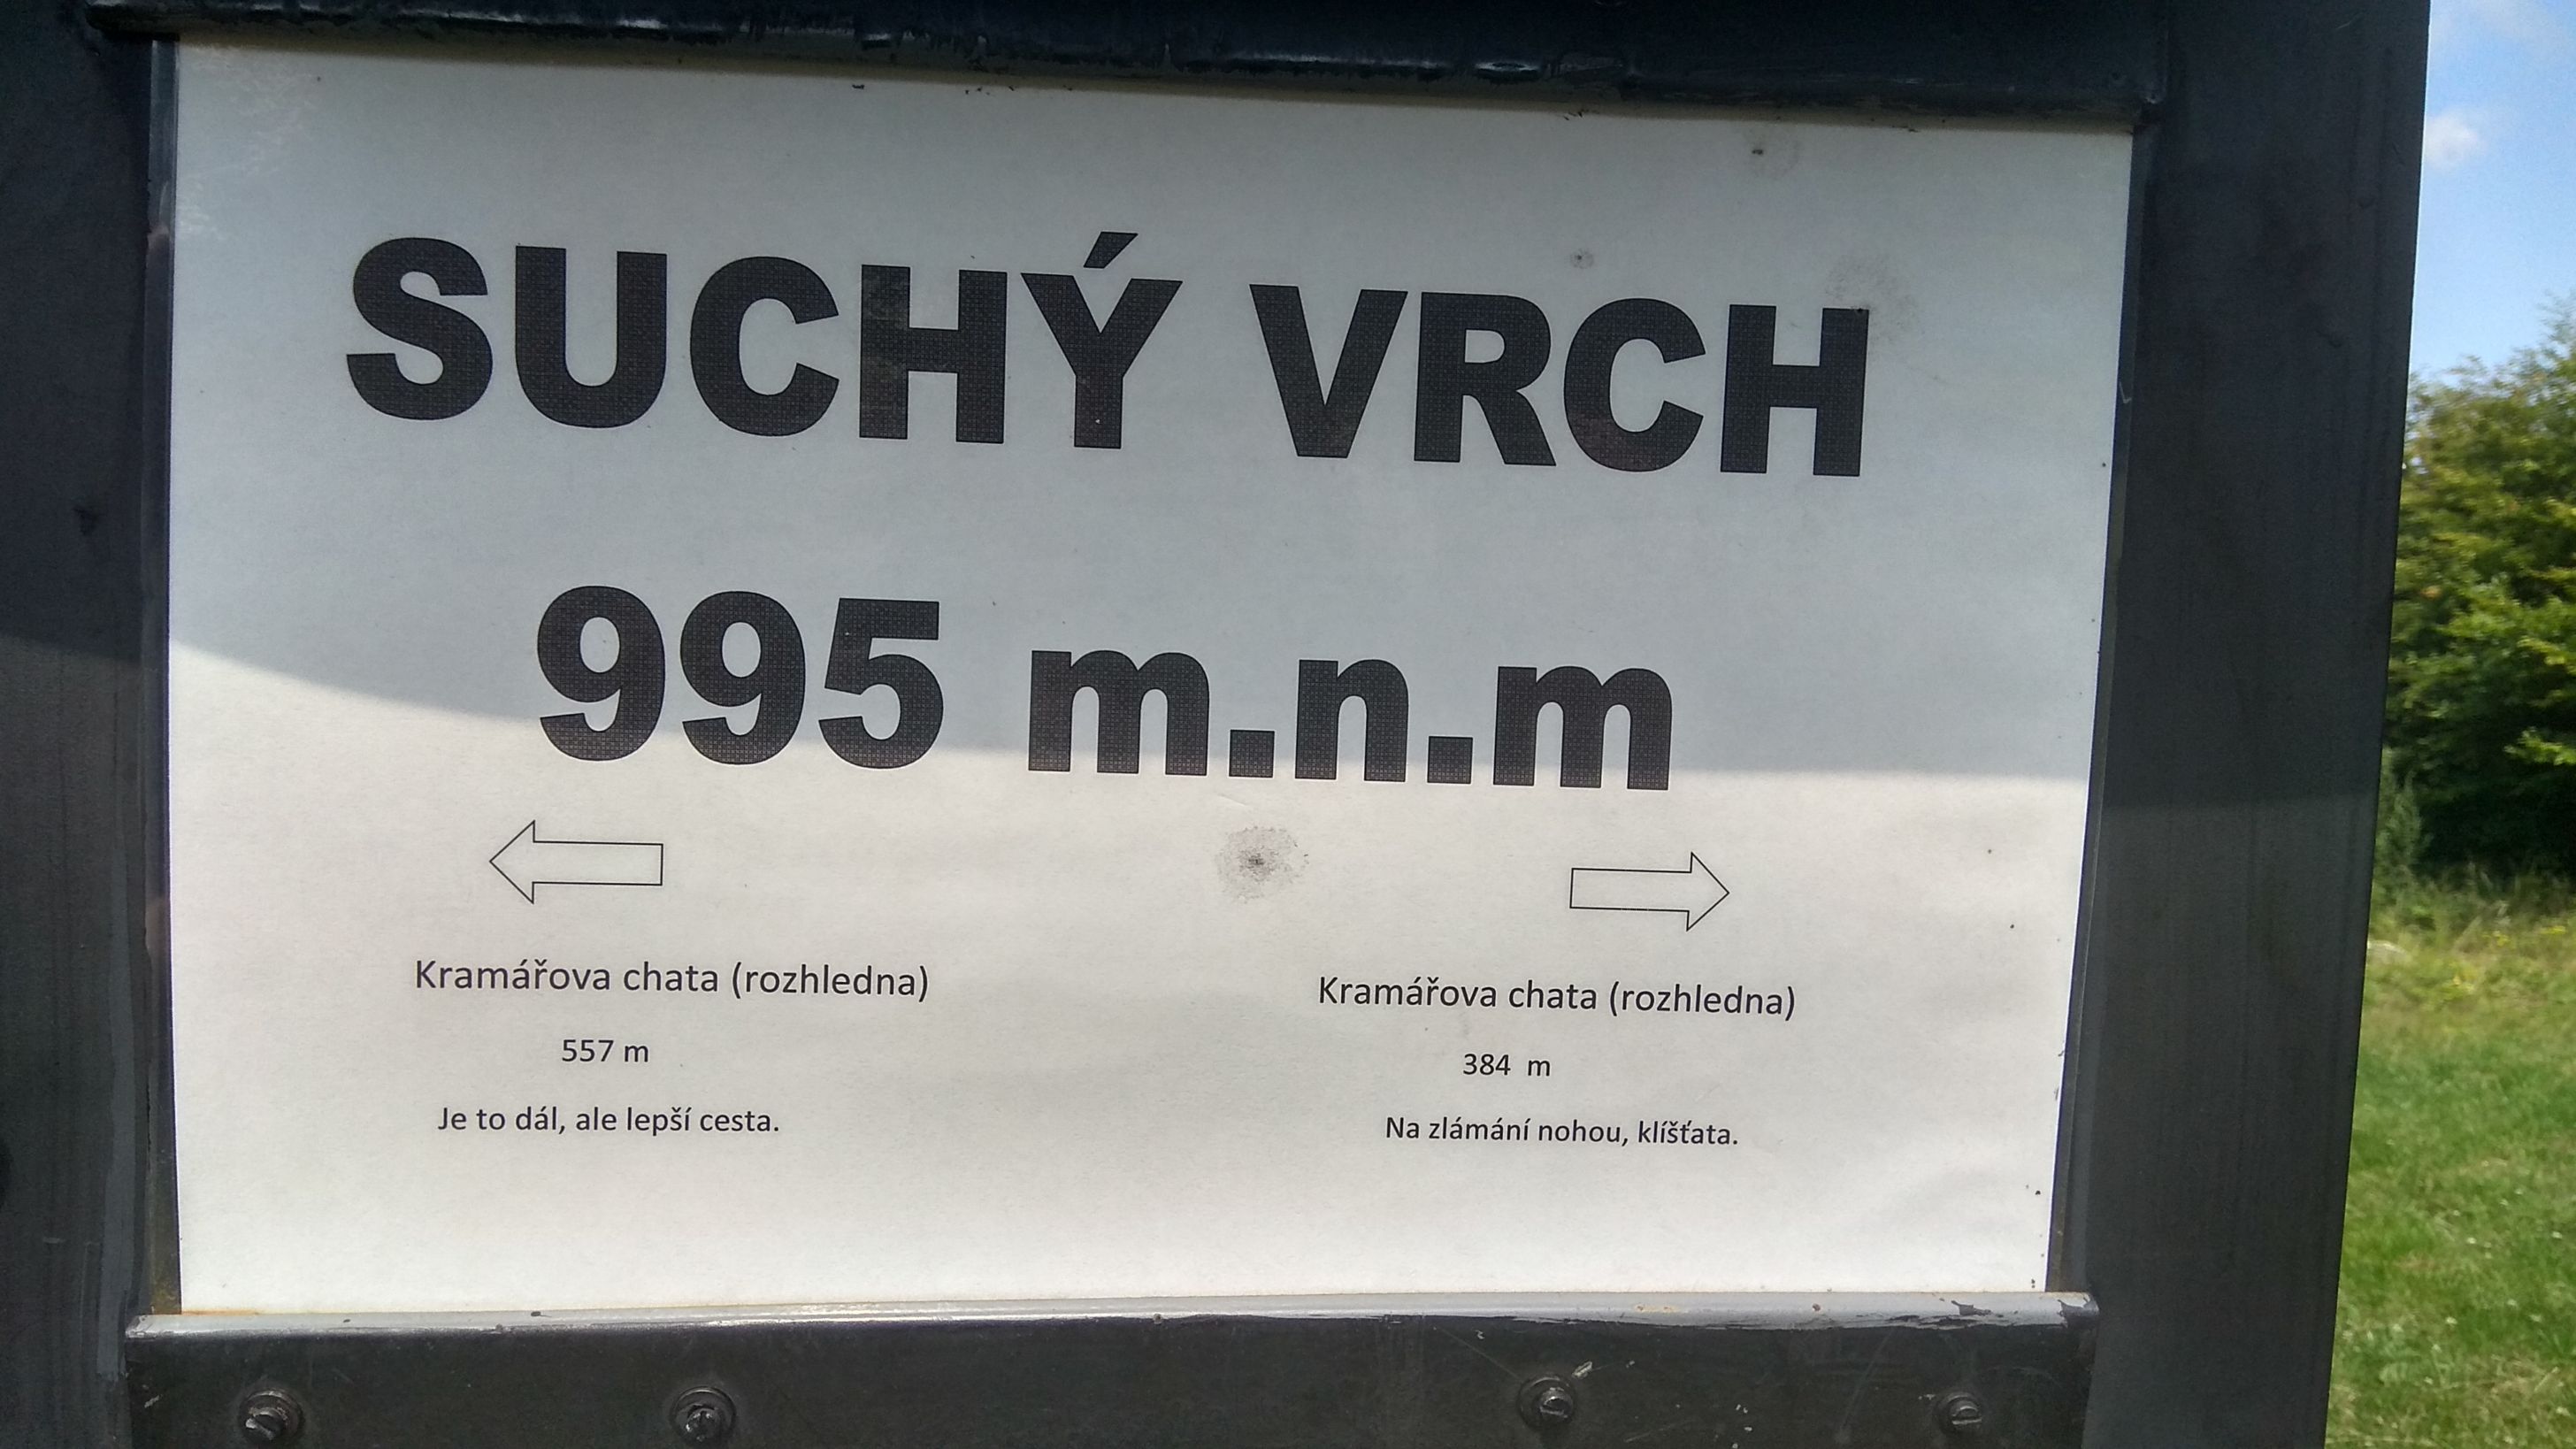 SUCHÝ VRCH
995 m.n.m
Kramářova chata (rozhledna)
557 m
Je to dál, ale lepší cesta.
Kramářova chata (rozhledna)
384 m
Na zlámání nohou, klíšťata.